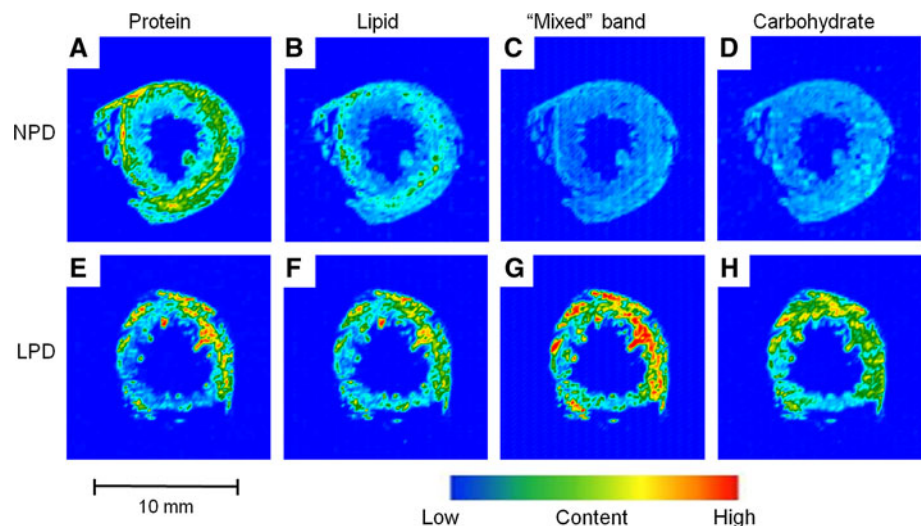 Protein Lipid “Mixed” band Carbohydrate
A B C D
NPD
E F G H
LPD
10 mm
Low Content High